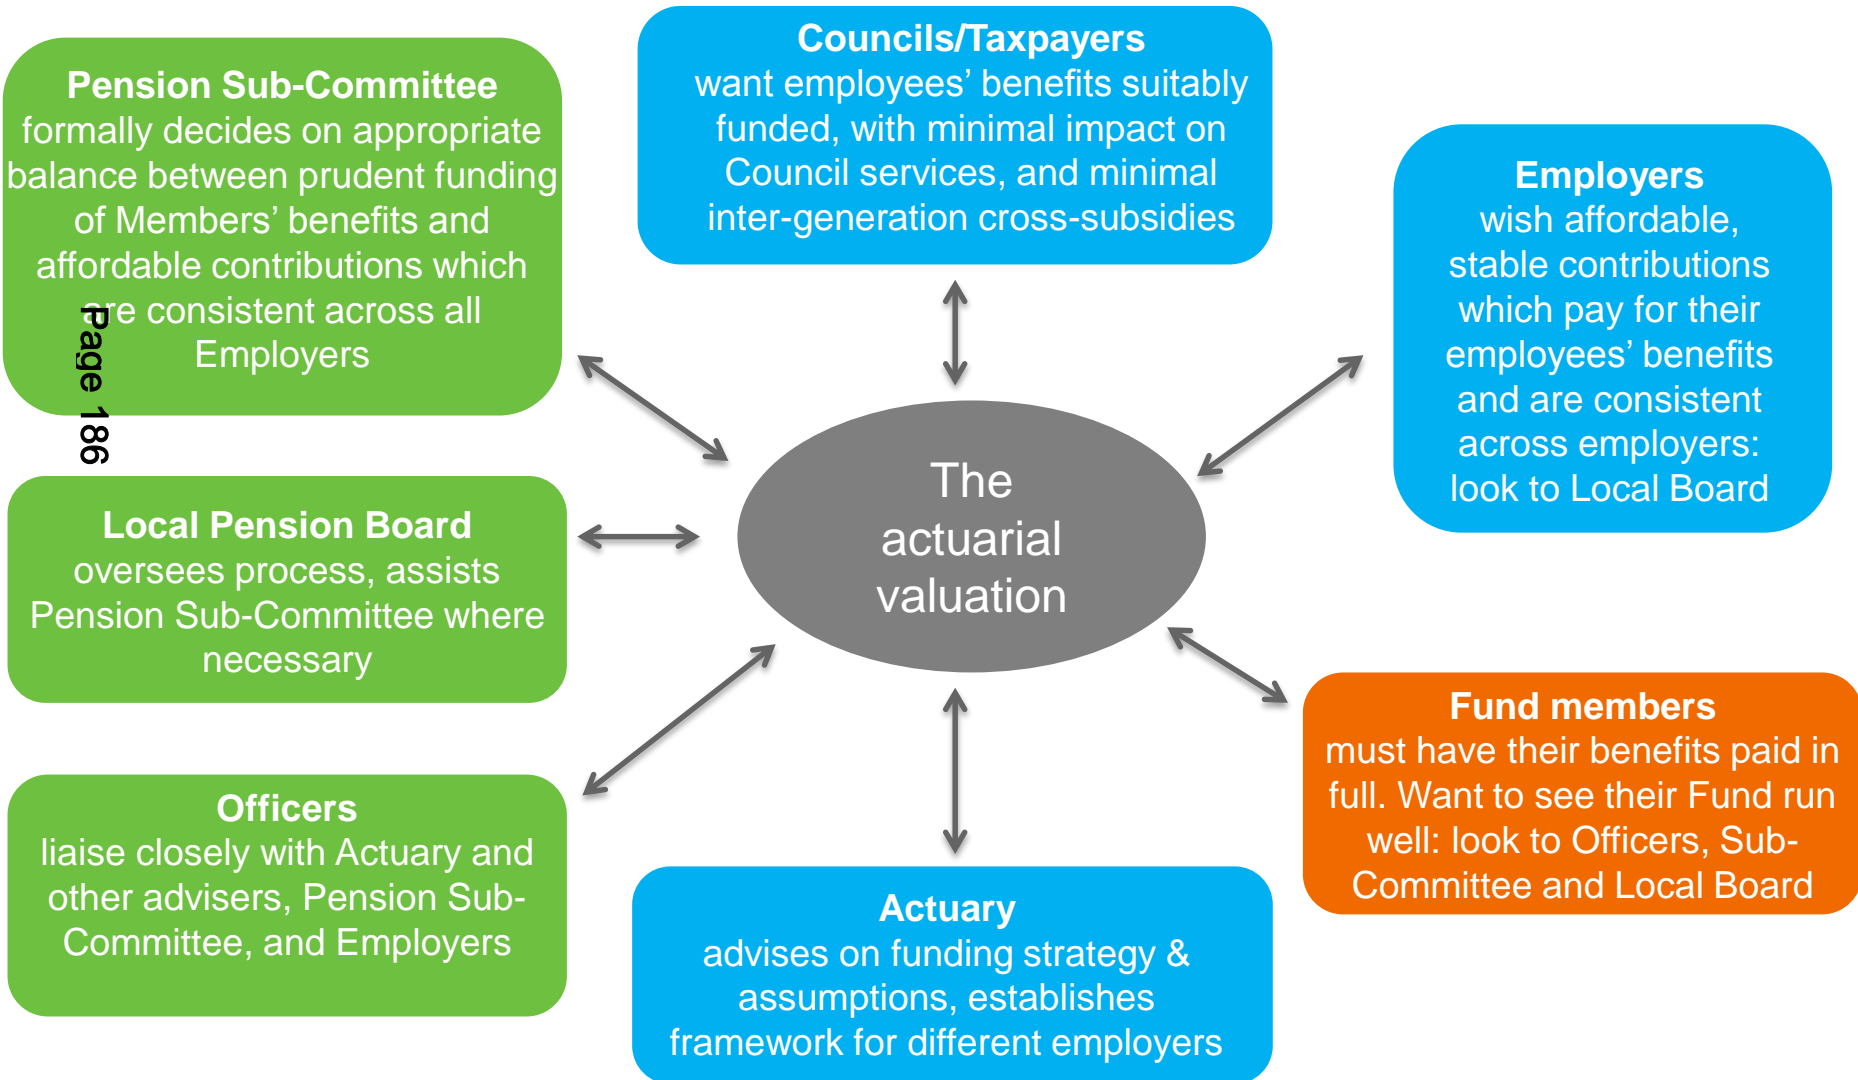 Pension Sub-Committee
formally decides on appropriate
balance between prudent funding
of Members’ benefits and
affordable contributions which
are consistent across all
Employers
Councils/Taxpayers
want employees’ benefits suitably
funded, with minimal impact on
Council services, and minimal
inter-generation cross-subsidies
Employers
wish affordable,
stable contributions
which pay for their
employees’ benefits
and are consistent
across employers:
look to Local Board
Page 186
The
actuarial
valuation
Local Pension Board
oversees process, assists
Pension Sub-Committee where
necessary
Fund members
must have their benefits paid in
full. Want to see their Fund run
well: look to Officers, Sub-
Committee and Local Board
Officers
liaise closely with Actuary and
other advisers, Pension Sub-
Committee, and Employers
Actuary
advises on funding strategy &
assumptions, establishes
framework for different employers